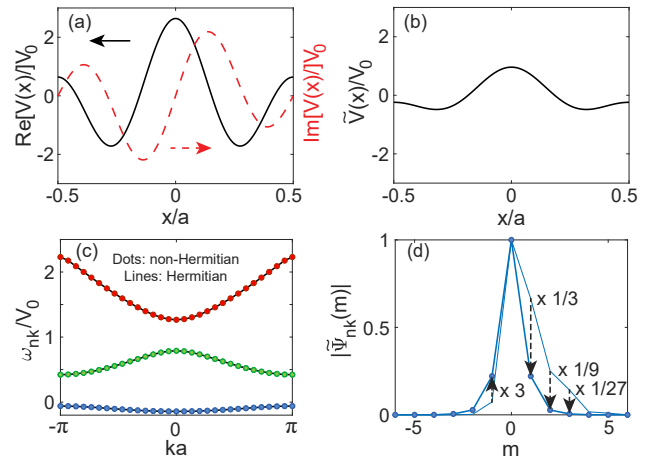 (a)
Re[V(x)/]V₀
2
0
-2
-0.5
0
0.5
x/a
Im[V(x)/]V₀
(b)
Ṽ(x)/V₀
2
0
-2
-0.5
0
0.5
x/a
(c)
Dots: non-Hermitian
Lines: Hermitian
ωnk/V₀
2
1
0
-π
0
π
ka
(d)
|Ψ̃nk(m)|
1
0.5
0
x 1/3
x 1/9
x 3
x 1/27
-5
0
5
m